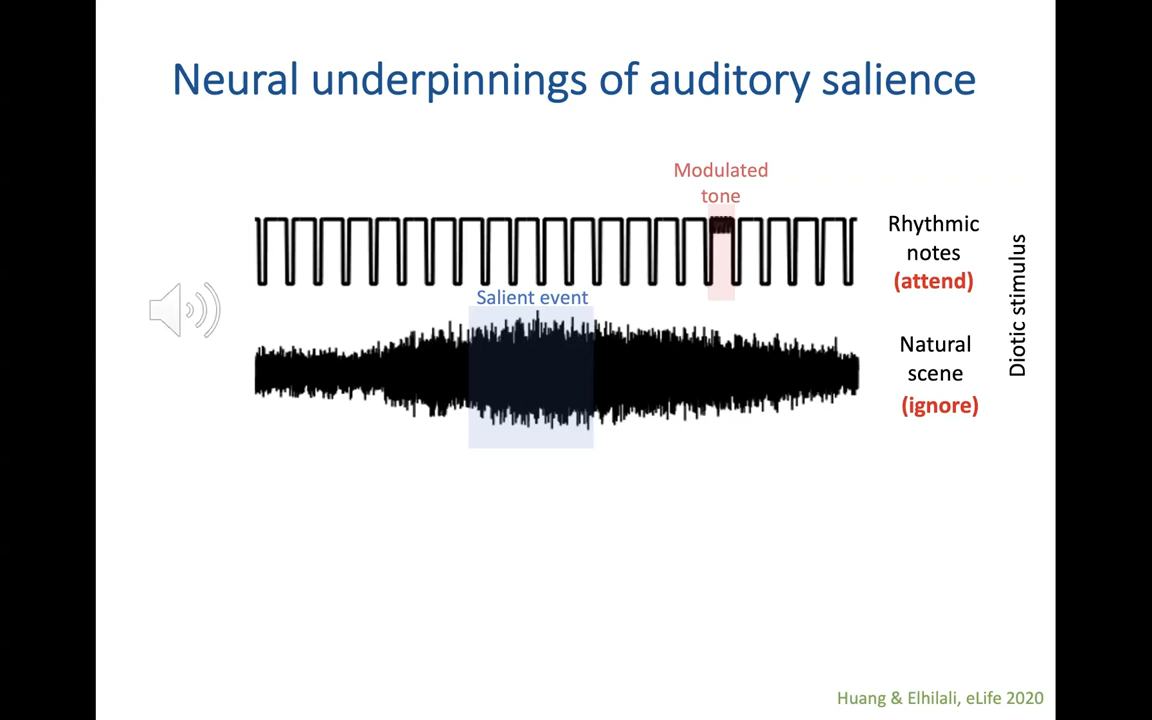 Neural underpinnings of auditory salience
Modulated
tone
Rhythmic
notes
(attend)
Salient event
Natural
scene
(ignore)
Diotic stimulus
Huang & Elhilali, eLife 2020